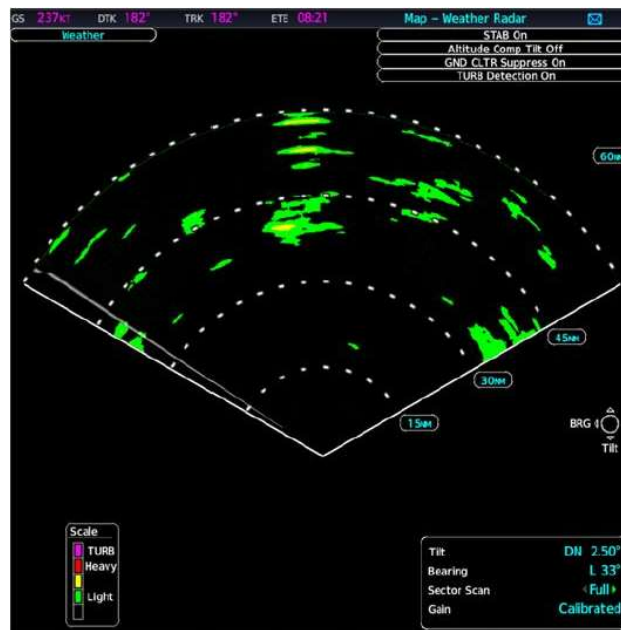 GS 237KT DTK 182° TRK 182° ETE 08:21 Map – Weather Radar
Weather
STAB On
Altitude Comp Tilt Off
GND CLTR Suppress On
TURB Detection On
60NM
45NM
30NM
15NM
BRG
Tilt
Scale
TURB
Heavy
Light
Tilt DN 2.50°
Bearing L 33°
Sector Scan Full
Gain Calibrated